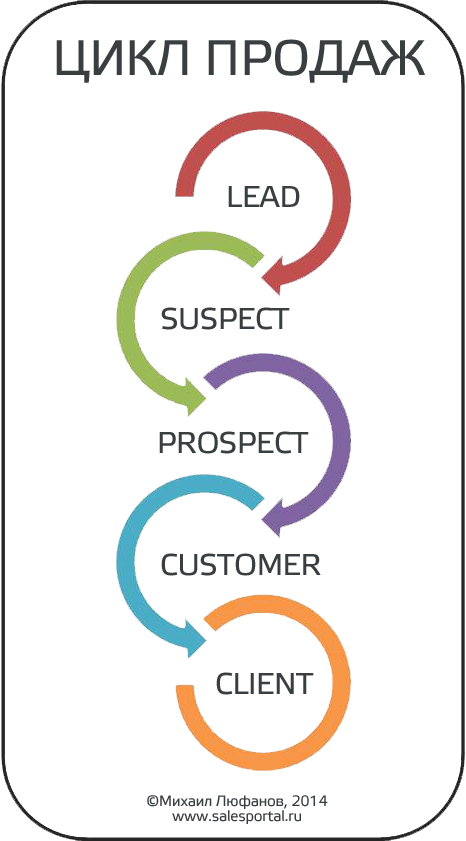 ЦИКЛ ПРОДАЖ
LEAD
SUSPECT
PROSPECT
CUSTOMER
CLIENT
©Михаил Люфанов, 2014
www.salesportal.ru